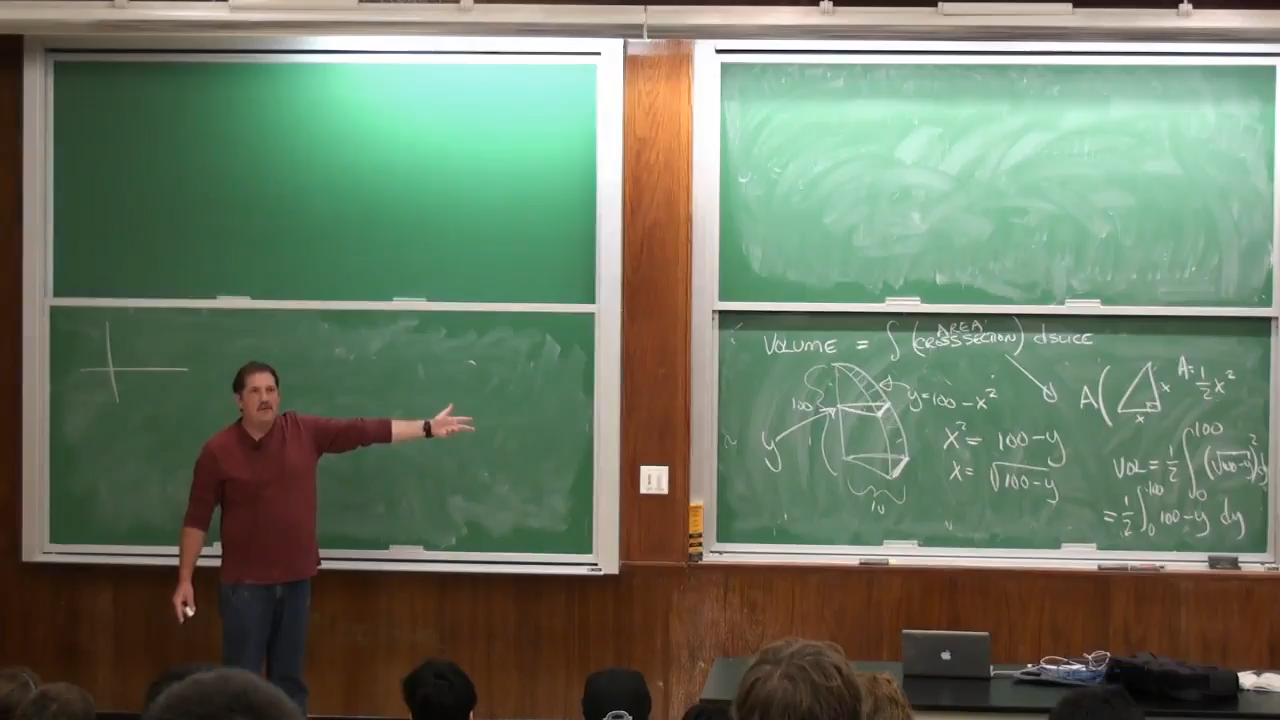 VOLUME = ∫ (AREA CROSS SECTION) dSLICE
100
y
10
y = 100 - x²
x² = 100 - y
x = √100-y
A( x x
A = 1/2 x²
VOL = 1/2 ∫₀¹⁰⁰ (√100-y)² dy
= 1/2 ∫₀¹⁰⁰ 100 - y dy